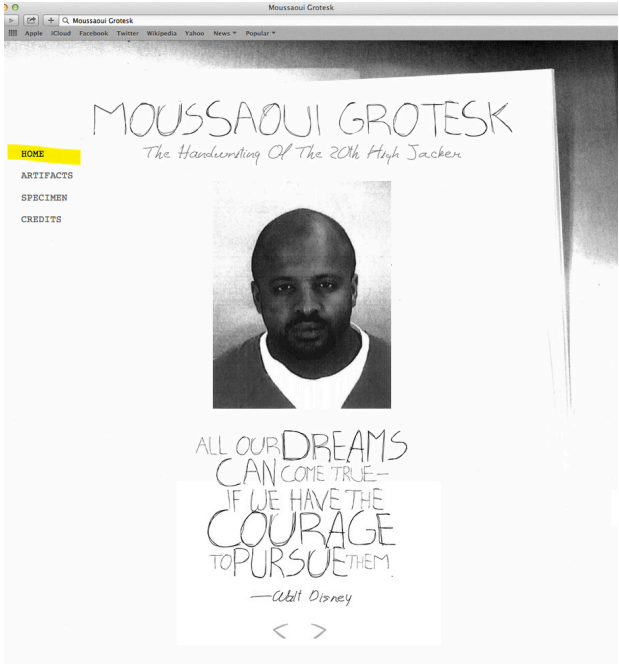 Moussaoui Grotesk
Moussaoui Grotesk
Apple iCloud Facebook Twitter Wikipedia Yahoo News Popular
MOUSSAOUI GROTESK
The Handwriting Of The 20th High Jacker
HOME
ARTIFACTS
SPECIMEN
CREDITS
ALL OUR DREAMS
CAN COME TRUE—
IF WE HAVE THE
COURAGE
TO PURSUE THEM.
—Walt Disney